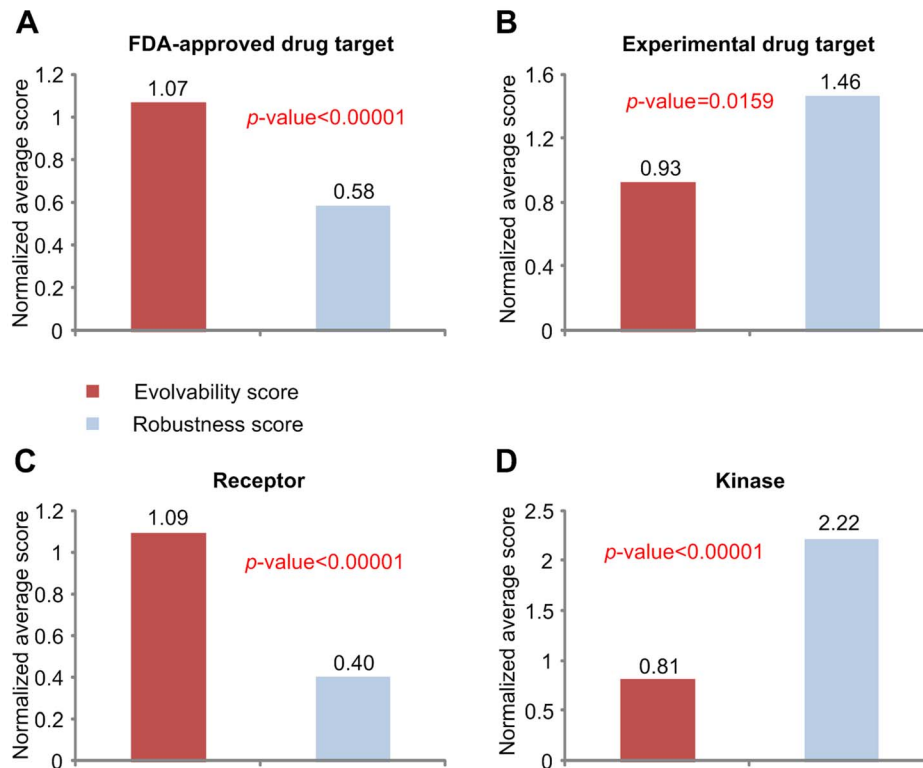 A
FDA-approved drug target
Normalized average score
1.2
1
0.8
0.6
0.4
0.2
0
1.07
0.58
p-value<0.00001
B
Experimental drug target
Normalized average score
1.6
1.2
0.8
0.4
0
0.93
1.46
p-value=0.0159
Evolvability score
Robustness score
C
Receptor
Normalized average score
1.2
1
0.8
0.6
0.4
0.2
0
1.09
0.40
p-value<0.00001
D
Kinase
Normalized average score
2.5
2
1.5
1
0.5
0
0.81
2.22
p-value<0.00001